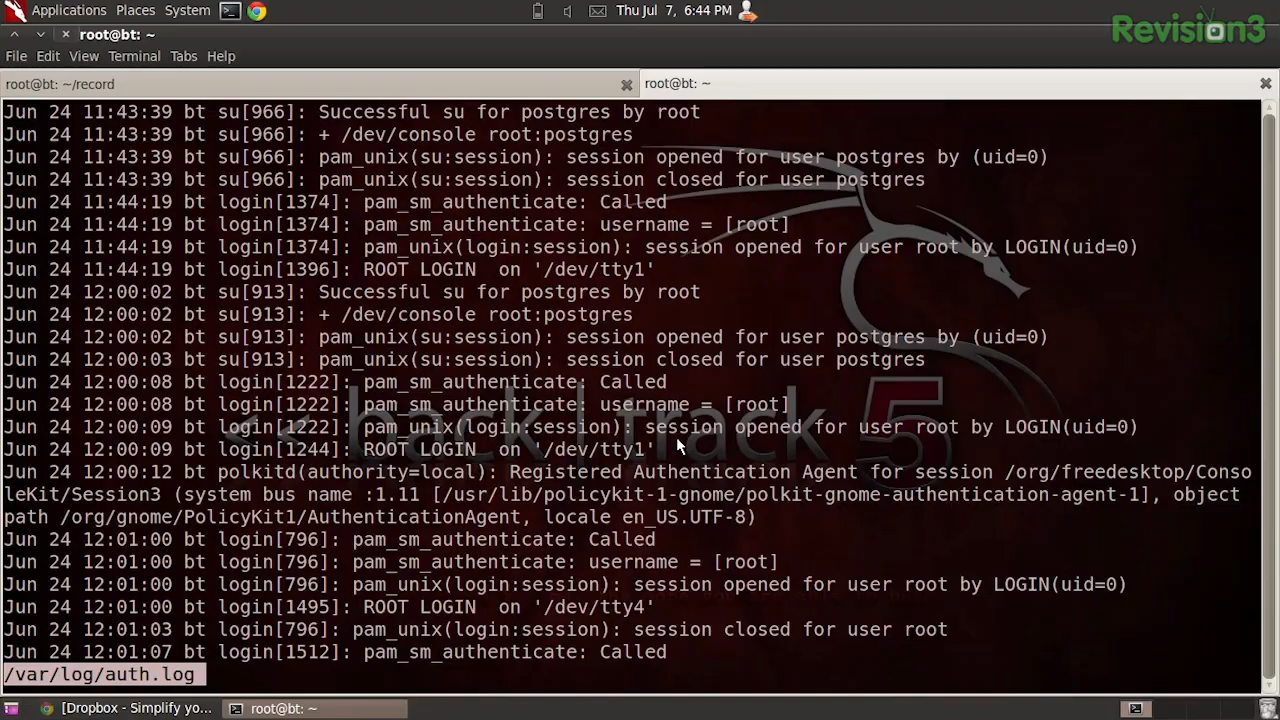 Applications Places System Thu Jul 7, 6:44 PM
Revision3
root@bt: ~
File Edit View Terminal Tabs Help
root@bt: ~/record root@bt: ~
Jun 24 11:43:39 bt su[966]: Successful su for postgres by root
Jun 24 11:43:39 bt su[966]: + /dev/console root:postgres
Jun 24 11:43:39 bt su[966]: pam_unix(su:session): session opened for user postgres by (uid=0)
Jun 24 11:43:39 bt su[966]: pam_unix(su:session): session closed for user postgres
Jun 24 11:44:19 bt login[1374]: pam_sm_authenticate: Called
Jun 24 11:44:19 bt login[1374]: pam_sm_authenticate: username = [root]
Jun 24 11:44:19 bt login[1374]: pam_unix(login:session): session opened for user root by LOGIN(uid=0)
Jun 24 11:44:19 bt login[1396]: ROOT LOGIN  on '/dev/tty1'
Jun 24 12:00:02 bt su[913]: Successful su for postgres by root
Jun 24 12:00:02 bt su[913]: + /dev/console root:postgres
Jun 24 12:00:02 bt su[913]: pam_unix(su:session): session opened for user postgres by (uid=0)
Jun 24 12:00:03 bt su[913]: pam_unix(su:session): session closed for user postgres
Jun 24 12:00:08 bt login[1222]: pam_sm_authenticate: Called
Jun 24 12:00:08 bt login[1222]: pam_sm_authenticate: username = [root]
Jun 24 12:00:09 bt login[1222]: pam_unix(login:session): session opened for user root by LOGIN(uid=0)
<< back | track 5
Jun 24 12:00:09 bt login[1244]: ROOT LOGIN  on '/dev/tty1'
Jun 24 12:00:12 bt polkitd(authority=local): Registered Authentication Agent for session /org/freedesktop/Conso
leKit/Session3 (system bus name :1.11 [/usr/lib/policykit-1-gnome/polkit-gnome-authentication-agent-1], object
path /org/gnome/PolicyKit1/AuthenticationAgent, locale en_US.UTF-8)
Jun 24 12:01:00 bt login[796]: pam_sm_authenticate: Called
Jun 24 12:01:00 bt login[796]: pam_sm_authenticate: username = [root]
Jun 24 12:01:00 bt login[796]: pam_unix(login:session): session opened for user root by LOGIN(uid=0)
Jun 24 12:01:00 bt login[1495]: ROOT LOGIN  on '/dev/tty4'
Jun 24 12:01:03 bt login[796]: pam_unix(login:session): session closed for user root
Jun 24 12:01:07 bt login[1512]: pam_sm_authenticate: Called
/var/log/auth.log
[Dropbox - Simplify yo... root@bt: ~